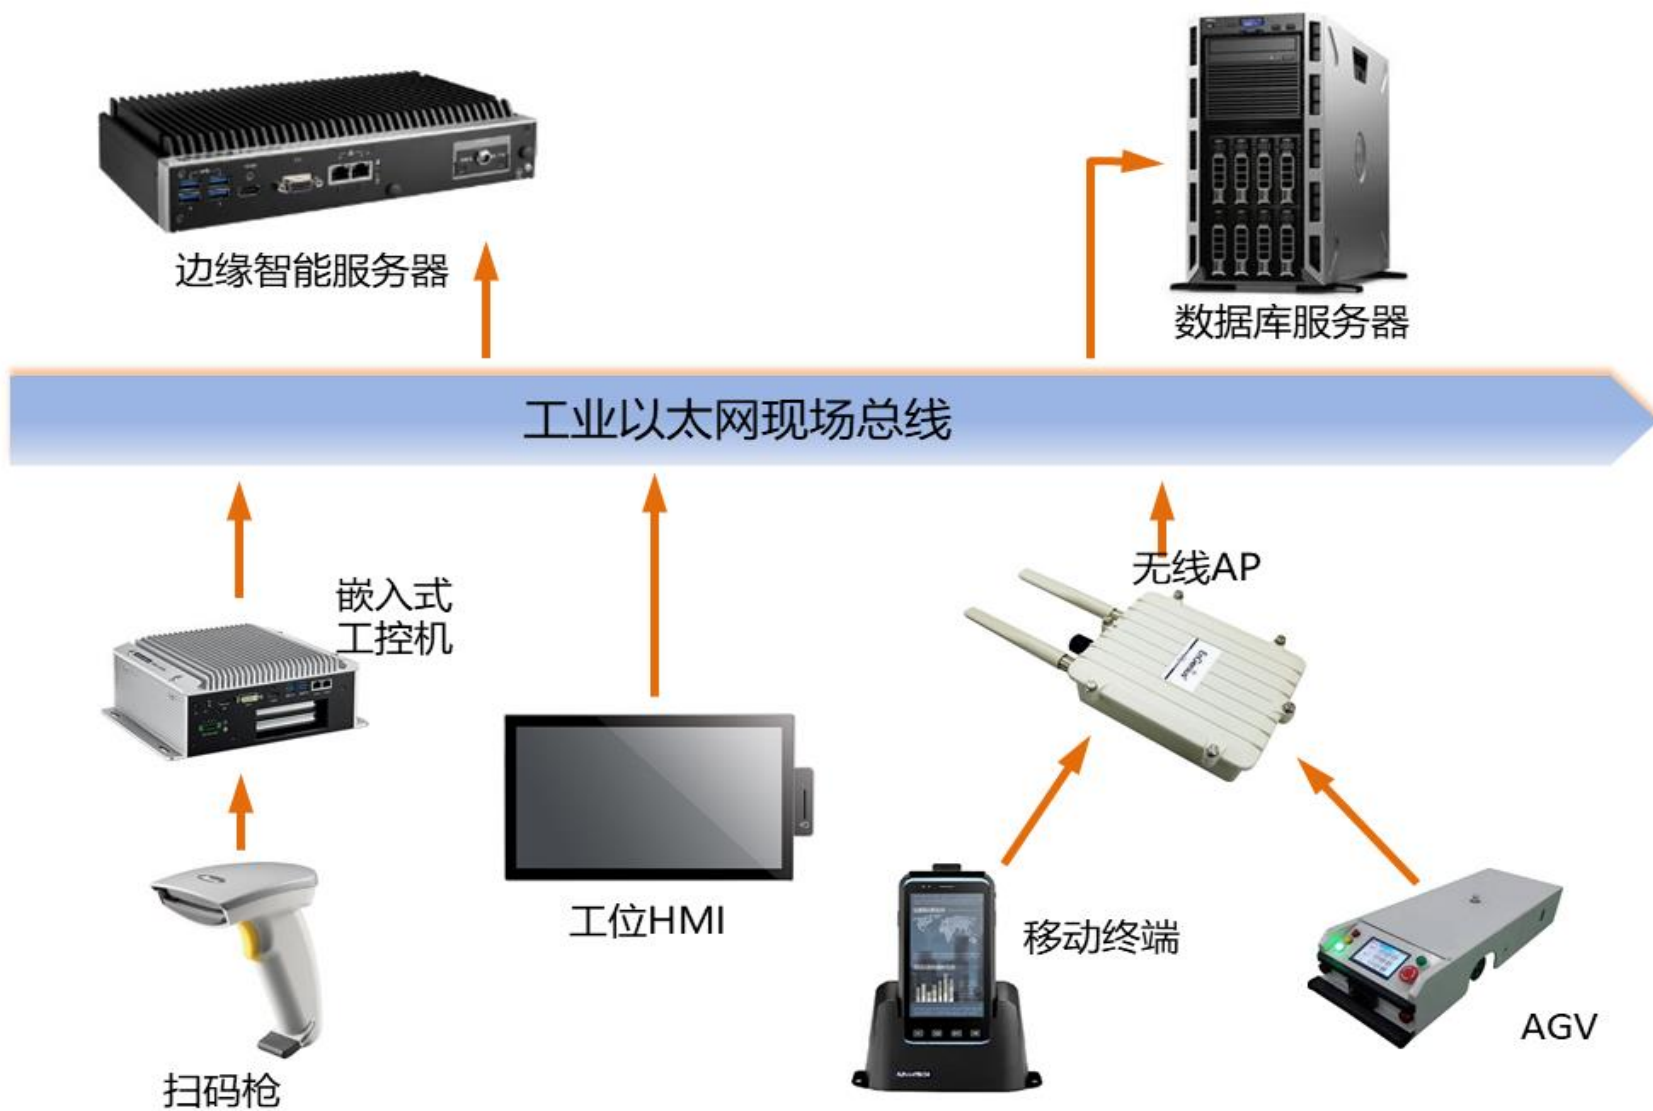 边缘智能服务器
数据库服务器
工业以太网现场总线
嵌入式
工控机
无线AP
EnGenius
工位HMI
移动终端
AGV
扫码枪